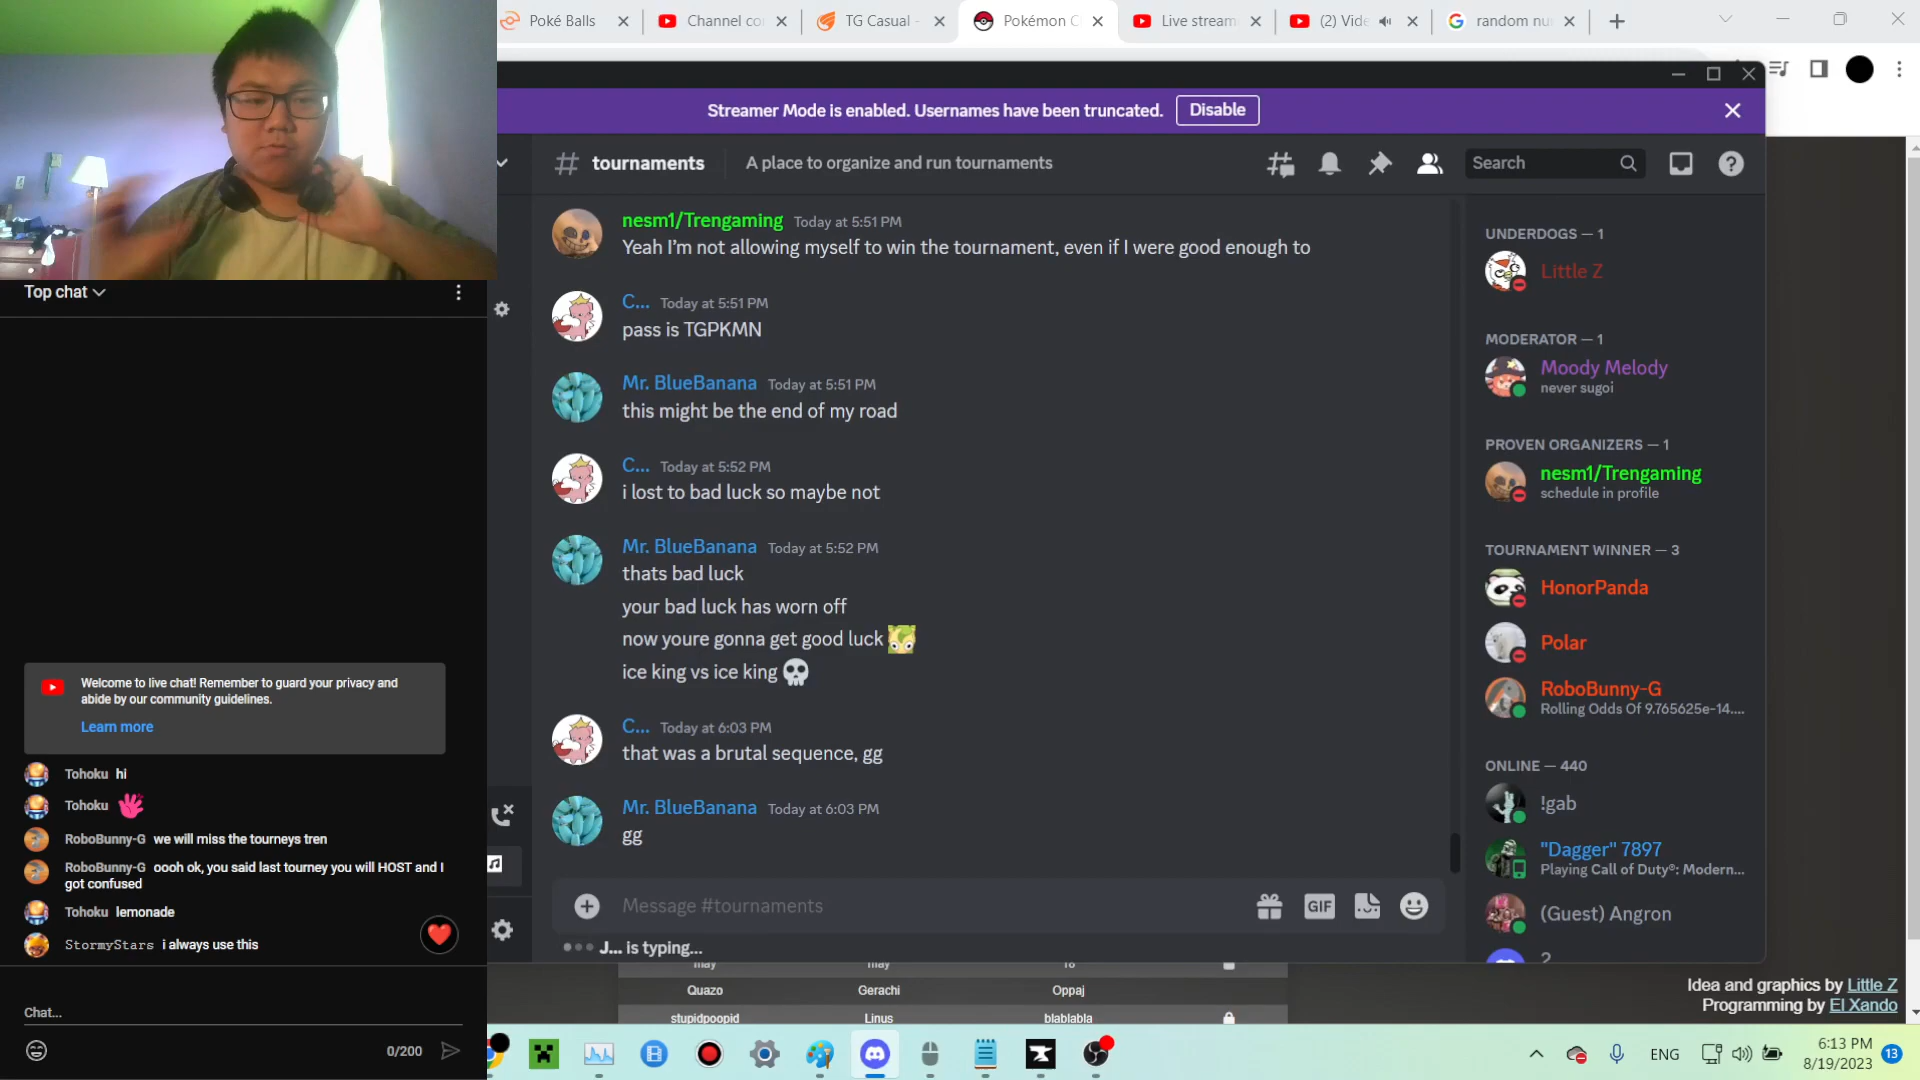 Poké Balls
Channel co
TG Casual -
Pokémon C
Live stream
(2) Vide
random nu
Streamer Mode is enabled. Usernames have been truncated.
Disable
# tournaments
A place to organize and run tournaments
Search
nesm1/Trengaming Today at 5:51 PM
Yeah I'm not allowing myself to win the tournament, even if I were good enough to
C... Today at 5:51 PM
pass is TGPKMN
Mr. BlueBanana Today at 5:51 PM
this might be the end of my road
C... Today at 5:52 PM
i lost to bad luck so maybe not
Mr. BlueBanana Today at 5:52 PM
thats bad luck
your bad luck has worn off
now youre gonna get good luck
ice king vs ice king
C... Today at 6:03 PM
that was a brutal sequence, gg
Mr. BlueBanana Today at 6:03 PM
gg
Message #tournaments
GIF
J... is typing...
UNDERDOGS — 1
Little Z
MODERATOR — 1
Moody Melody
never sugoi
PROVEN ORGANIZERS — 1
nesm1/Trengaming
schedule in profile
TOURNAMENT WINNER — 3
HonorPanda
Polar
RoboBunny-G
Rolling Odds Of 9.765625e-14....
ONLINE — 440
!gab
"Dagger" 7897
Playing Call of Duty®: Modern...
(Guest) Angron
2
Top chat
Welcome to live chat! Remember to guard your privacy and
abide by our community guidelines.
Learn more
Tohoku hi
Tohoku
RoboBunny-G we will miss the tourneys tren
RoboBunny-G oooh ok, you said last tourney you will HOST and I
got confused
Tohoku lemonade
StormyStars i always use this
Chat...
0/200
Quazo Gerachi Oppaj
stupidpoopid Linus blablabla
Idea and graphics by Little Z
Programming by El Xando
ENG
6:13 PM
8/19/2023
13